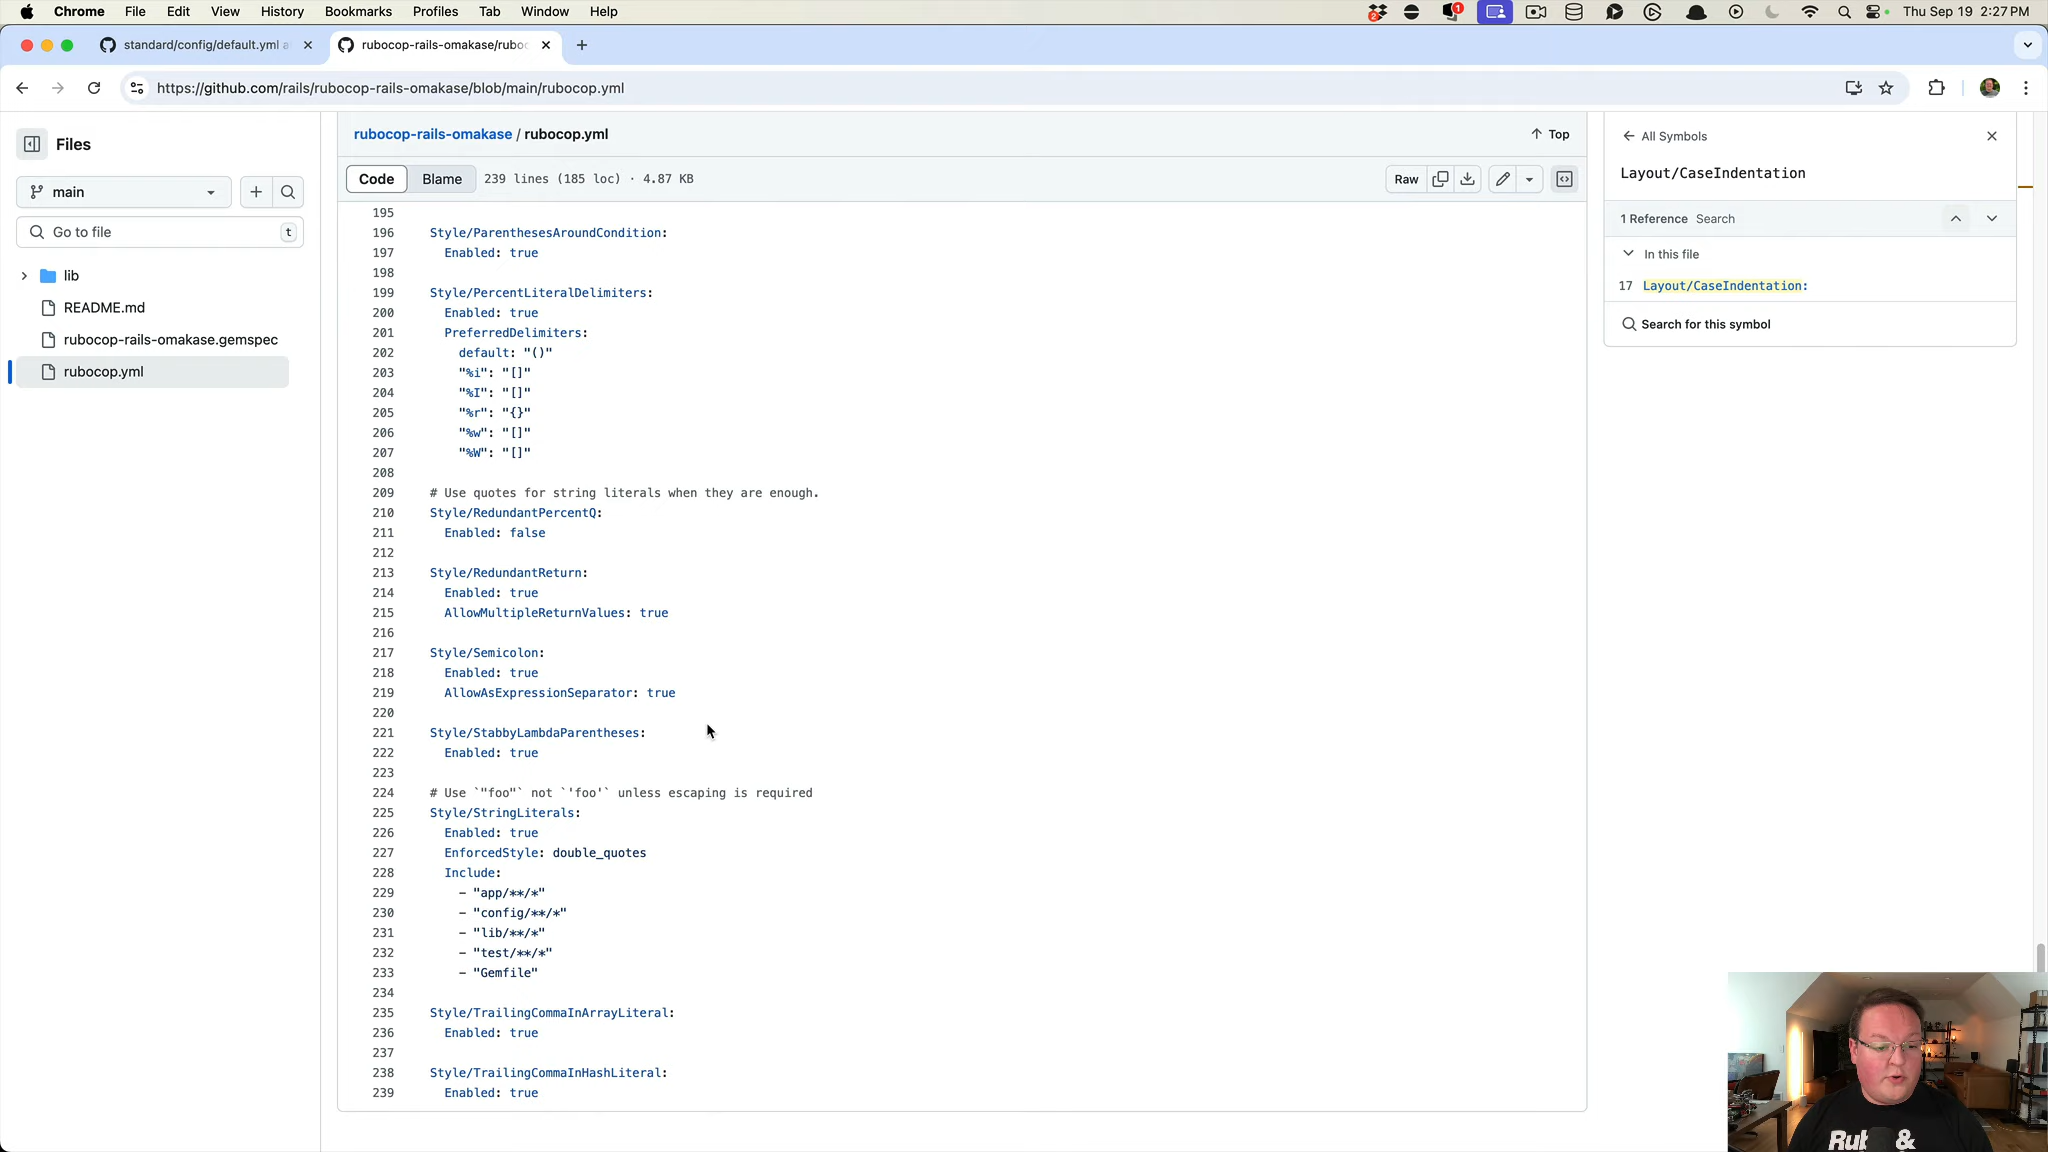 Chrome File Edit View History Bookmarks Profiles Tab Window Help
1
Thu Sep 19 2:27 PM
standard/config/default.yml a
rubocop-rails-omakase/rubo
https://github.com/rails/rubocop-rails-omakase/blob/main/rubocop.yml
Files
main
Go to file t
lib
README.md
rubocop-rails-omakase.gemspec
rubocop.yml
rubocop-rails-omakase / rubocop.yml
Top
Code Blame 239 lines (185 loc) · 4.87 KB
Raw
195
196 Style/ParenthesesAroundCondition:
197 Enabled: true
198
199 Style/PercentLiteralDelimiters:
200 Enabled: true
201 PreferredDelimiters:
202 default: "()"
203 "%i": "[]"
204 "%I": "[]"
205 "%r": "{}"
206 "%w": "[]"
207 "%W": "[]"
208
209 # Use quotes for string literals when they are enough.
210 Style/RedundantPercentQ:
211 Enabled: false
212
213 Style/RedundantReturn:
214 Enabled: true
215 AllowMultipleReturnValues: true
216
217 Style/Semicolon:
218 Enabled: true
219 AllowAsExpressionSeparator: true
220
221 Style/StabbyLambdaParentheses:
222 Enabled: true
223
224 # Use `"foo"` not `'foo'` unless escaping is required
225 Style/StringLiterals:
226 Enabled: true
227 EnforcedStyle: double_quotes
228 Include:
229 - "app/**/*"
230 - "config/**/*"
231 - "lib/**/*"
232 - "test/**/*"
233 - "Gemfile"
234
235 Style/TrailingCommaInArrayLiteral:
236 Enabled: true
237
238 Style/TrailingCommaInHashLiteral:
239 Enabled: true
All Symbols
Layout/CaseIndentation
1 Reference Search
In this file
17 Layout/CaseIndentation:
Search for this symbol
&